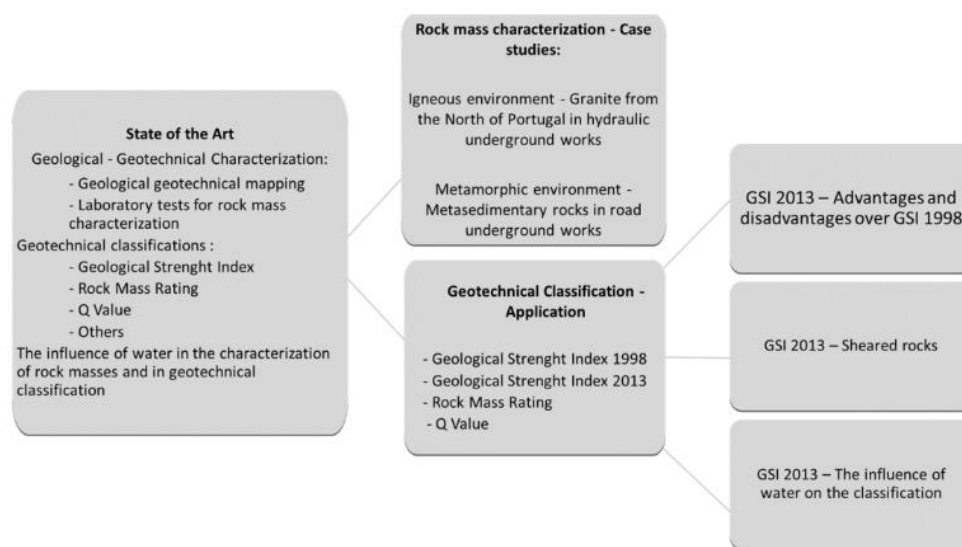 State of the Art
Geological - Geotechnical Characterization:
- Geological geotechnical mapping
- Laboratory tests for rock mass
characterization
Geotechnical classifications :
- Geological Strenght Index
- Rock Mass Rating
- Q Value
- Others
The influence of water in the characterization
of rock masses and in geotechnical
classification
Rock mass characterization - Case
studies:
Igneous environment - Granite from
the North of Portugal in hydraulic
underground works
Metamorphic environment -
Metasedimentary rocks in road
underground works
Geotechnical Classification -
Application
- Geological Strenght Index 1998
- Geological Strenght Index 2013
- Rock Mass Rating
- Q Value
GSI 2013 – Advantages and
disadvantages over GSI 1998
GSI 2013 – Sheared rocks
GSI 2013 – The influence of
water on the classification